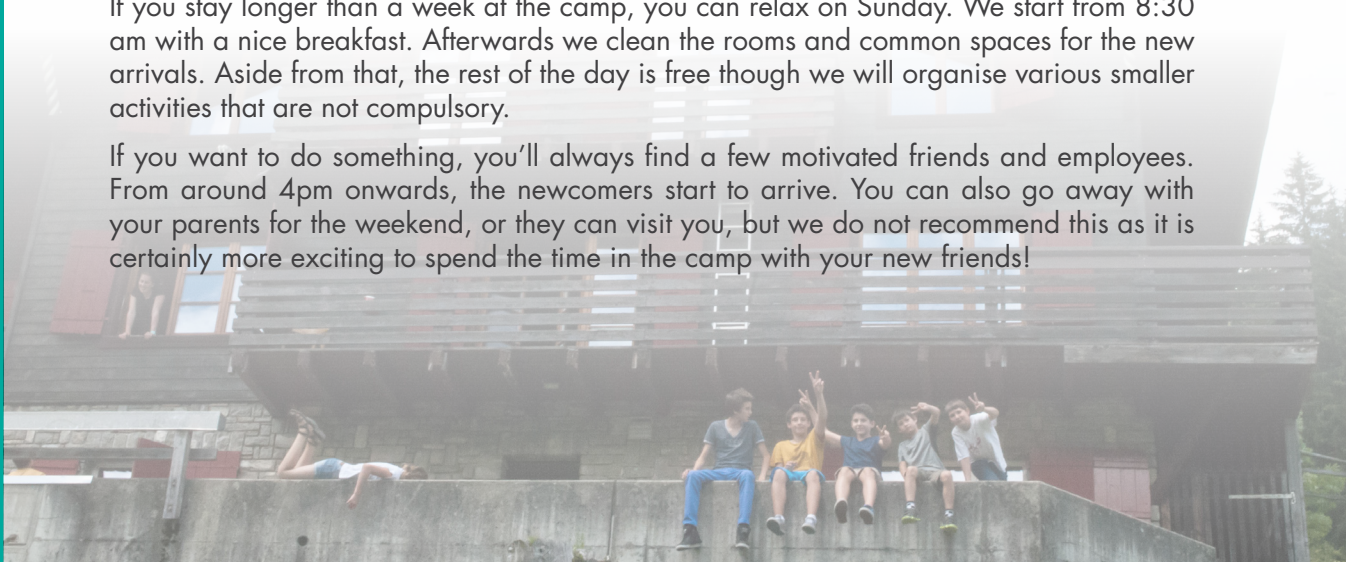 If you stay longer than a week at the camp, you can relax on Sunday. We start from 8:30
am with a nice breakfast. Afterwards we clean the rooms and common spaces for the new
arrivals. Aside from that, the rest of the day is free though we will organise various smaller
activities that are not compulsory.
If you want to do something, you’ll always find a few motivated friends and employees.
From around 4pm onwards, the newcomers start to arrive. You can also go away with
your parents for the weekend, or they can visit you, but we do not recommend this as it is
certainly more exciting to spend the time in the camp with your new friends!